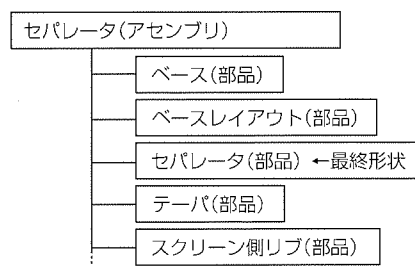 セパレータ(アセンブリ)
ベース(部品)
ベースレイアウト(部品)
セパレータ(部品) ←最終形状
テーパ(部品)
スクリーン側リブ(部品)